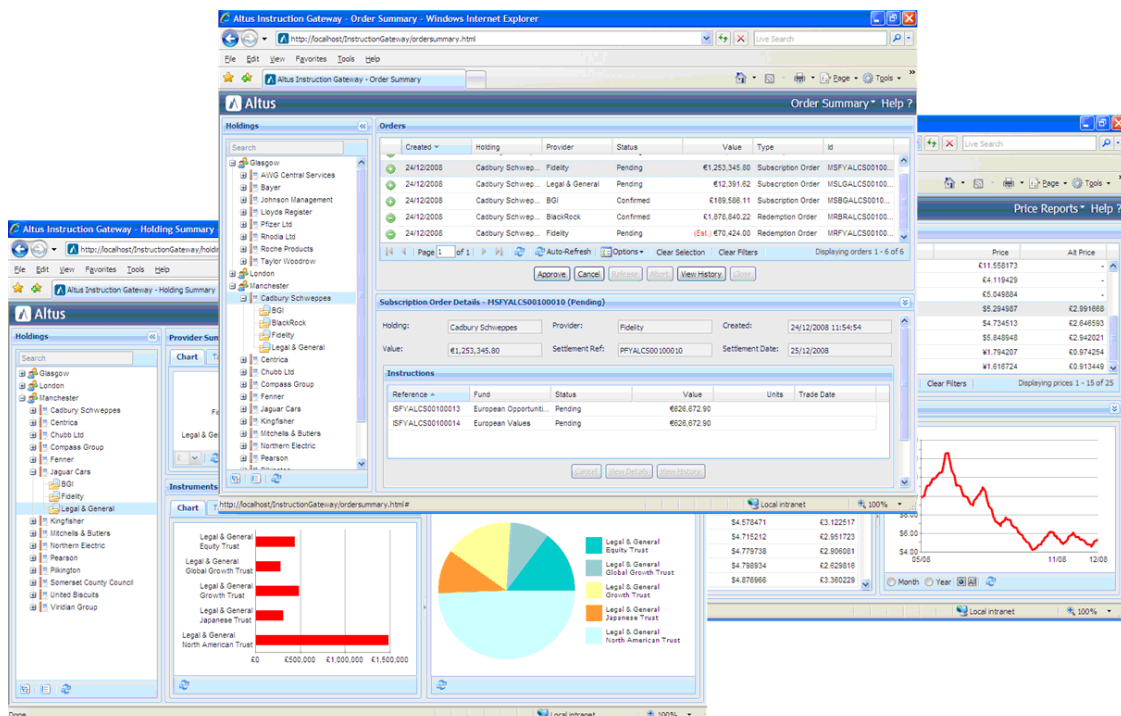 Altus Instruction Gateway - Order Summary - Windows Internet Explorer
http://localhost/InstructionGateway/ordersummary.html
Live Search
File Edit View Favorites Tools Help
Altus Instruction Gateway - Order Summary
Page Tools
Altus
Order Summary Help ?
Holdings
Search
Glasgow
AWG Central Services
Bayer
Johnson Management
Lloyds Register
Pfizer Ltd
Rhodia Ltd
Roche Products
Taylor Woodrow
London
Manchester
Cadbury Schweppes
BGI
BlackRock
Fidelity
Legal & General
Centrica
Chubb Ltd
Compass Group
Fenner
Jaguar Cars
Kingfisher
Mitchells & Butlers
Northern Electric
Pearson
Orders
Created Holding Provider Status Value Type Id
24/12/2008 Cadbury Schwep... Fidelity Pending €1,253,345.80 Subscription Order MSFYALCS00100...
24/12/2008 Cadbury Schwep... Legal & General Pending €12,391.62 Subscription Order MSLGALCS00100...
24/12/2008 Cadbury Schwep... BGI Confirmed £189,588.11 Subscription Order MSBGALCS0010...
24/12/2008 Cadbury Schwep... BlackRock Confirmed £1,878,840.22 Redemption Order MRBRALCS00100...
24/12/2008 Cadbury Schwep... Fidelity Pending (Est.) €70,424.00 Redemption Order MRFYALCS00100...
Page 1 of 1 Auto-Refresh Options Clear Selection Clear Filters Displaying orders 1 - 6 of 6
Approve Cancel Release Abort View History Close
Subscription Order Details - MSFYALCS00100010 (Pending)
Holding: Cadbury Schweppes Provider: Fidelity Created: 24/12/2008 11:54:54
Value: €1,253,345.80 Settlement Ref: PFYALCS00100010 Settlement Date: 25/12/2008
Instructions
Reference Fund Status Value Units Trade Date
ISFYALCS00100013 European Opportuniti... Pending €626,672.90
ISFYALCS00100014 European Values Pending €626,672.90
Cancel View Details View History
http://localhost/InstructionGateway/ordersummary.html#
Local intranet 100%
Altus Instruction Gateway - Holding Summary
http://localhost/InstructionGateway/holdin
File Edit View Favorites Tools Help
Altus Instruction Gateway - Holding Summary
Altus
Holdings
Search
Glasgow
London
Manchester
Cadbury Schweppes
Centrica
Chubb Ltd
Compass Group
Fenner
Jaguar Cars
BGI
Fidelity
Legal & General
Kingfisher
Mitchells & Butlers
Northern Electric
Pearson
Pilkington
Somerset County Council
United Biscuits
Viridian Group
Provider Sum
Chart
Legal & Ge
Instruments
Chart
Legal & General
Equity Trust
Legal & General
Global Growth Trust
Legal & General
Growth Trust
Legal & General
Japanese Trust
Legal & General
North American Trust
£0 £500,000 £1,000,000 £1,500,000
Legal & General
Equity Trust
Legal & General
Global Growth Trust
Legal & General
Growth Trust
Legal & General
Japanese Trust
Legal & General
North American Trust
Done
Local intranet 100%
Live Search
Page Tools
Price Reports Help ?
Price Alt Price
€11.558173 -
£4.119429 -
£5.049884 -
$5.294987 £2.991668
$4.734513 £2.646593
$5.848948 £2.942021
¥1.794207 £0.974254
¥1.616724 £0.913449
Clear Filters Displaying prices 1 - 15 of 25
$4.578471 £3.122517
$4.715212 £2.951723
$4.779738 £2.906081
$4.798934 £2.629816
$4.876966 £3.360229
$6.00
$4.00
05/08 11/08 12/08
Month Year All
Local intranet 100%